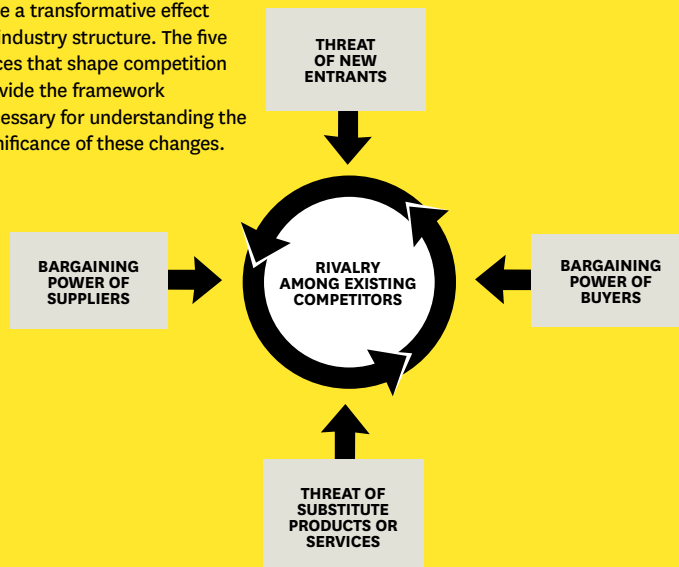 e a transformative effect
industry structure. The five
ces that shape competition
vide the framework
essary for understanding the
nificance of these changes.
THREAT
OF NEW
ENTRANTS
BARGAINING
POWER OF
SUPPLIERS
RIVALRY
AMONG EXISTING
COMPETITORS
BARGAINING
POWER OF
BUYERS
THREAT OF
SUBSTITUTE
PRODUCTS OR
SERVICES